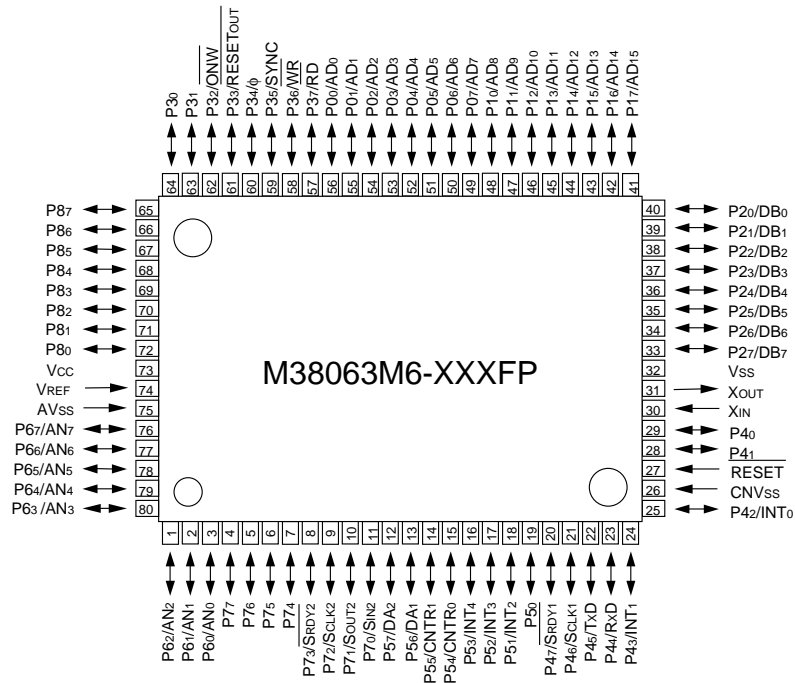 P30
P31
P32/ONW
P33/RESETOUT
P34/ϕ
P35/SYNC
P36/WR
P37/RD
P00/AD0
P01/AD1
P02/AD2
P03/AD3
P04/AD4
P05/AD5
P06/AD6
P07/AD7
P10/AD8
P11/AD9
P12/AD10
P13/AD11
P14/AD12
P15/AD13
P16/AD14
P17/AD15
64 63 62 61 60 59 58 57 56 55 54 53 52 51 50 49 48 47 46 45 44 43 42 41
P87 65
P86 66
P85 67
P84 68
P83 69
P82 70
P81 71
P80 72
VCC 73
VREF 74
AVSS 75
P67/AN7 76
P66/AN6 77
P65/AN5 78
P64/AN4 79
P63/AN3 80
M38063M6-XXXFP
40 P20/DB0
39 P21/DB1
38 P22/DB2
37 P23/DB3
36 P24/DB4
35 P25/DB5
34 P26/DB6
33 P27/DB7
32 VSS
31 XOUT
30 XIN
29 P40
28 P41
27 RESET
26 CNVSS
25 P42/INT0
1 2 3 4 5 6 7 8 9 10 11 12 13 14 15 16 17 18 19 20 21 22 23 24
P62/AN2
P61/AN1
P60/AN0
P77
P76
P75
P74
P73/SRDY2
P72/SCLK2
P71/SOUT2
P70/SIN2
P57/DA2
P56/DA1
P55/CNTR1
P54/CNTR0
P53/INT4
P52/INT3
P51/INT2
P50
P47/SRDY1
P46/SCLK1
P45/TXD
P44/RXD
P43/INT1